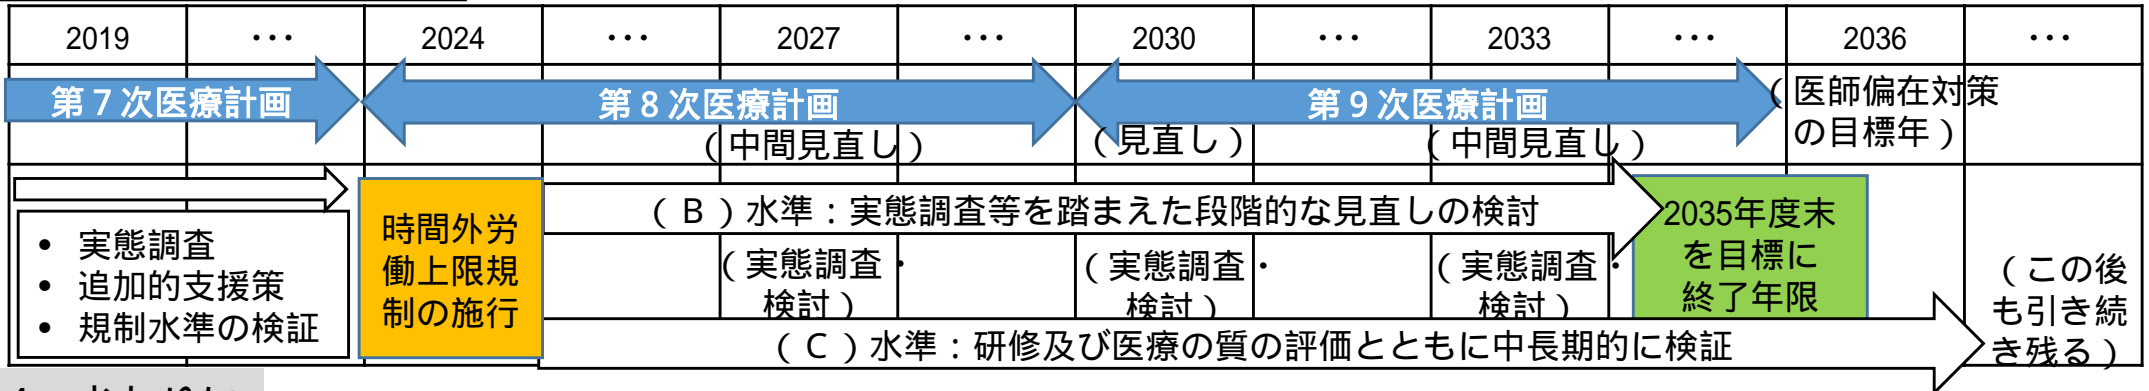 2019 ・・・ 2024 ・・・ 2027 ・・・ 2030 ・・・ 2033 ・・・ 2036 ・・・
第7次医療計画
第8次医療計画
第9次医療計画
(中間見直し)
(見直し)
(中間見直し)
(医師偏在対策
の目標年)
• 実態調査
• 追加的支援策
• 規制水準の検証
時間外労
働上限規
制の施行
(B)水準:実態調査等を踏まえた段階的な見直しの検討
(実態調査・
検討)
(実態調査・
検討)
(実態調査・
検討)
2035年度末
を目標に
終了年限
(C)水準:研修及び医療の質の評価とともに中長期的に検証
(この後
も引き続
き残る)